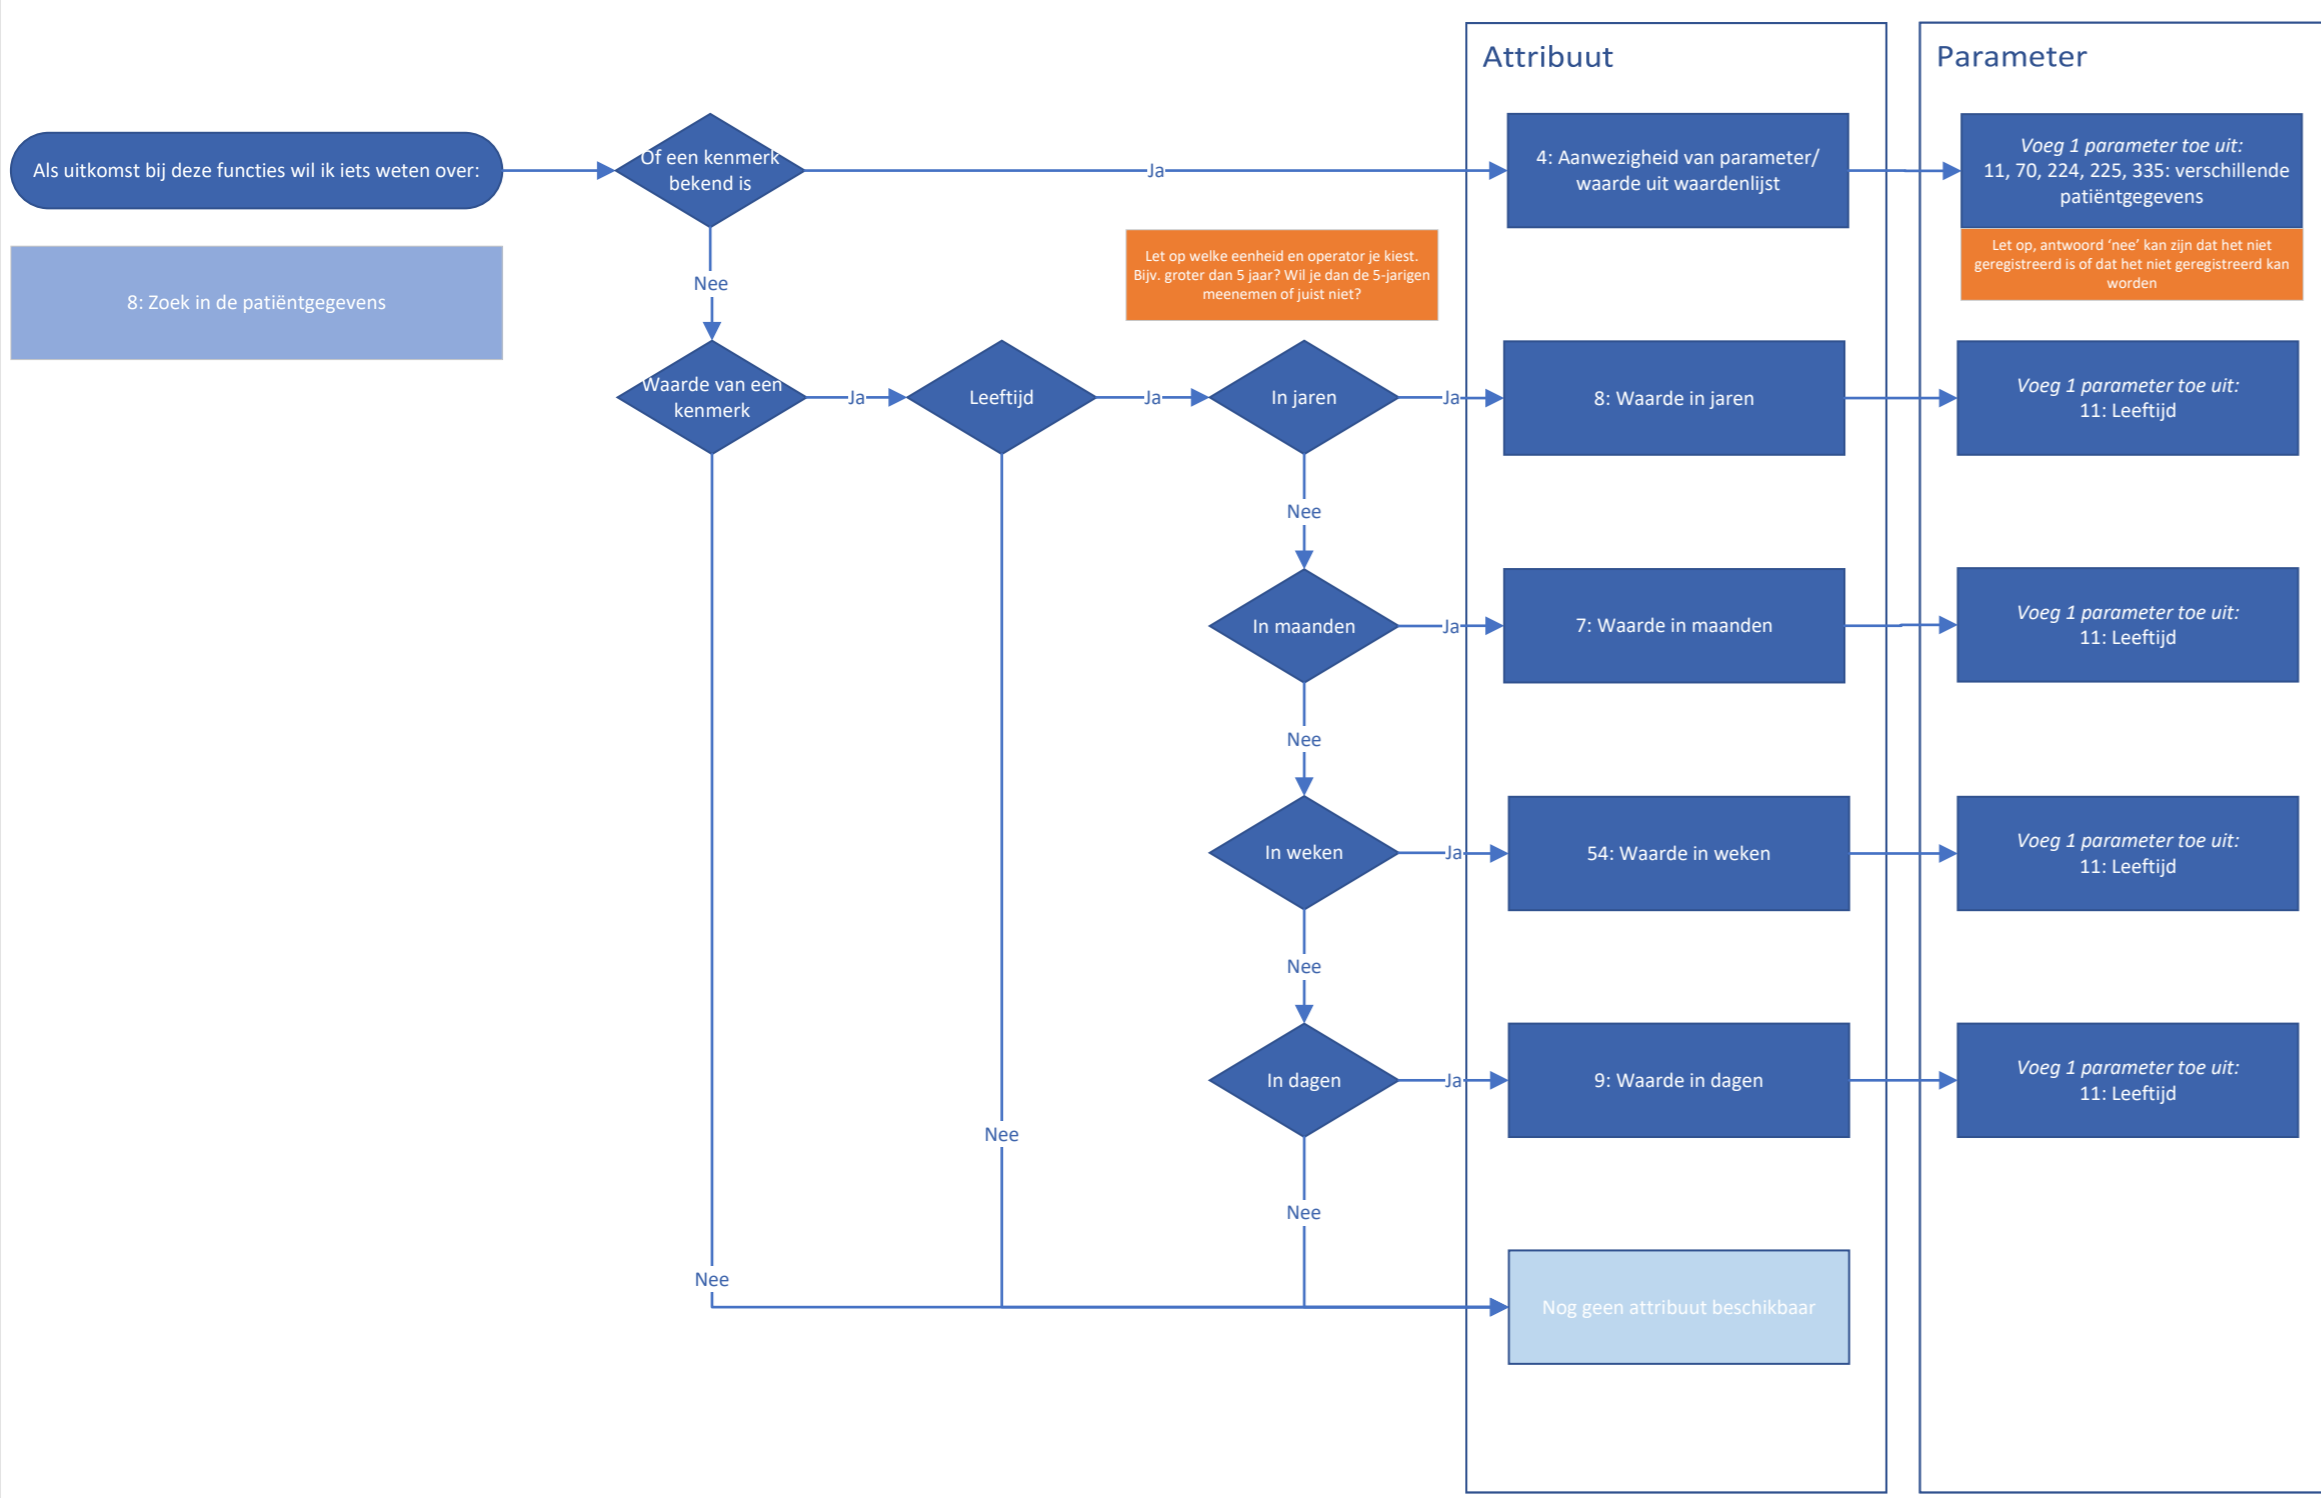 Attribuut
Parameter
Als uitkomst bij deze functies wil ik iets weten over:
Of een kenmerk
bekend is
Ja
4: Aanwezigheid van parameter/
waarde uit waardenlijst
Voeg 1 parameter toe uit:
11, 70, 224, 225, 335: verschillende
patiëntgegevens
Let op, antwoord ‘nee’ kan zijn dat het niet
geregistreerd is of dat het niet geregistreerd kan
worden
8: Zoek in de patiëntgegevens
Nee
Let op welke eenheid en operator je kiest.
Bijv. groter dan 5 jaar? Wil je dan de 5-jarigen
meenemen of juist niet?
Waarde van een
kenmerk
Ja
Leeftijd
Ja
In jaren
Ja
8: Waarde in jaren
Voeg 1 parameter toe uit:
11: Leeftijd
Nee
In maanden
Ja
7: Waarde in maanden
Voeg 1 parameter toe uit:
11: Leeftijd
Nee
In weken
Ja
54: Waarde in weken
Voeg 1 parameter toe uit:
11: Leeftijd
Nee
In dagen
Ja
9: Waarde in dagen
Voeg 1 parameter toe uit:
11: Leeftijd
Nee
Nee
Nee
Nog geen attribuut beschikbaar